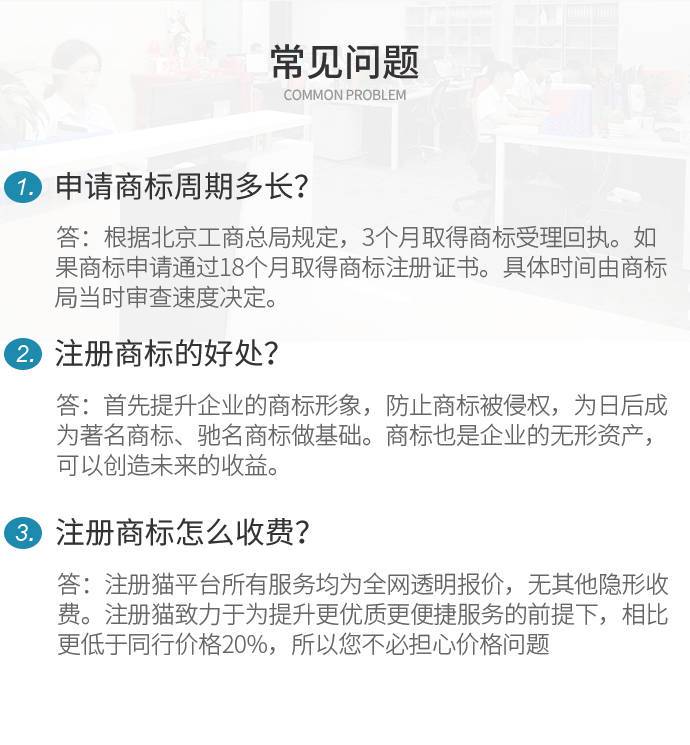 常见问题
COMMON PROBLEM
1. 申请商标周期多长？
答：根据北京工商总局规定，3个月取得商标受理回执。如
果商标申请通过18个月取得商标注册证书。具体时间由商标
局当时审查速度决定。
2. 注册商标的好处？
答：首先提升企业的商标形象，防止商标被侵权，为日后成
为著名商标、驰名商标做基础。商标也是企业的无形资产，
可以创造未来的收益。
3. 注册商标怎么收费？
答：注册猫平台所有服务均为全网透明报价，无其他隐形收
费。注册猫致力于为提升更优质更便捷服务的前提下，相比
更低于同行价格20%，所以您不必担心价格问题